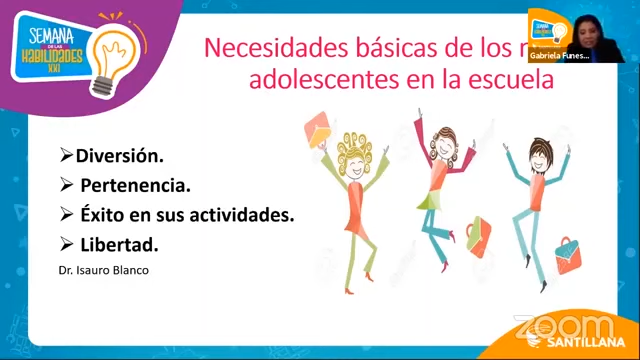 SEMANA
DE LAS
HABILIDADES
XXI
Necesidades básicas de los
adolescentes en la escuela
Gabriela Funes...
➢Diversión.
➢ Pertenencia.
➢ Éxito en sus actividades.
➢ Libertad.
Dr. Isauro Blanco
zoom
SANTILLANA